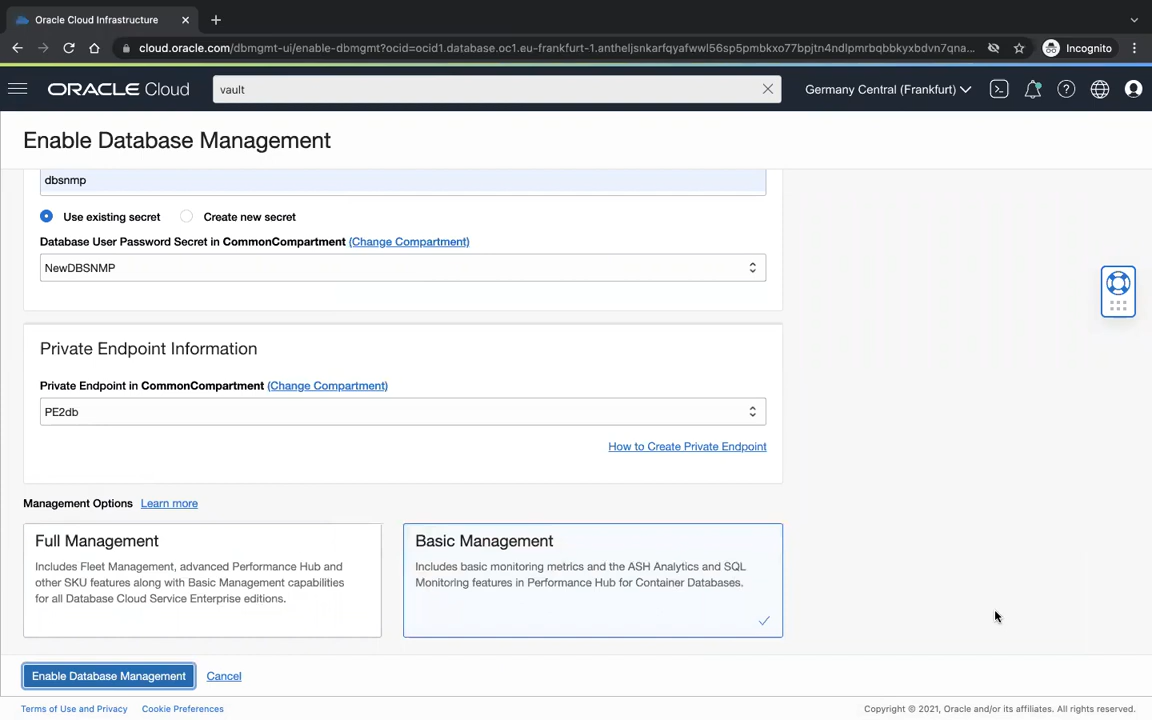 Oracle Cloud Infrastructure
cloud.oracle.com/dbmgmt-ui/enable-dbmgmt?ocid=ocid1.database.oc1.eu-frankfurt-1.antheljsnkarfqyafwwl56sp5pmbkxo77bpjtn4ndlpmrbqbbkyxbdvn7qna...
Incognito
ORACLE Cloud
vault
Germany Central (Frankfurt)
Enable Database Management
dbsnmp
Use existing secret
Create new secret
Database User Password Secret in CommonCompartment (Change Compartment)
NewDBSNMP
Private Endpoint Information
Private Endpoint in CommonCompartment (Change Compartment)
PE2db
How to Create Private Endpoint
Management Options Learn more
Full Management
Includes Fleet Management, advanced Performance Hub and
other SKU features along with Basic Management capabilities
for all Database Cloud Service Enterprise editions.
Basic Management
Includes basic monitoring metrics and the ASH Analytics and SQL
Monitoring features in Performance Hub for Container Databases.
Enable Database Management
Cancel
Terms of Use and Privacy
Cookie Preferences
Copyright © 2021, Oracle and/or its affiliates. All rights reserved.